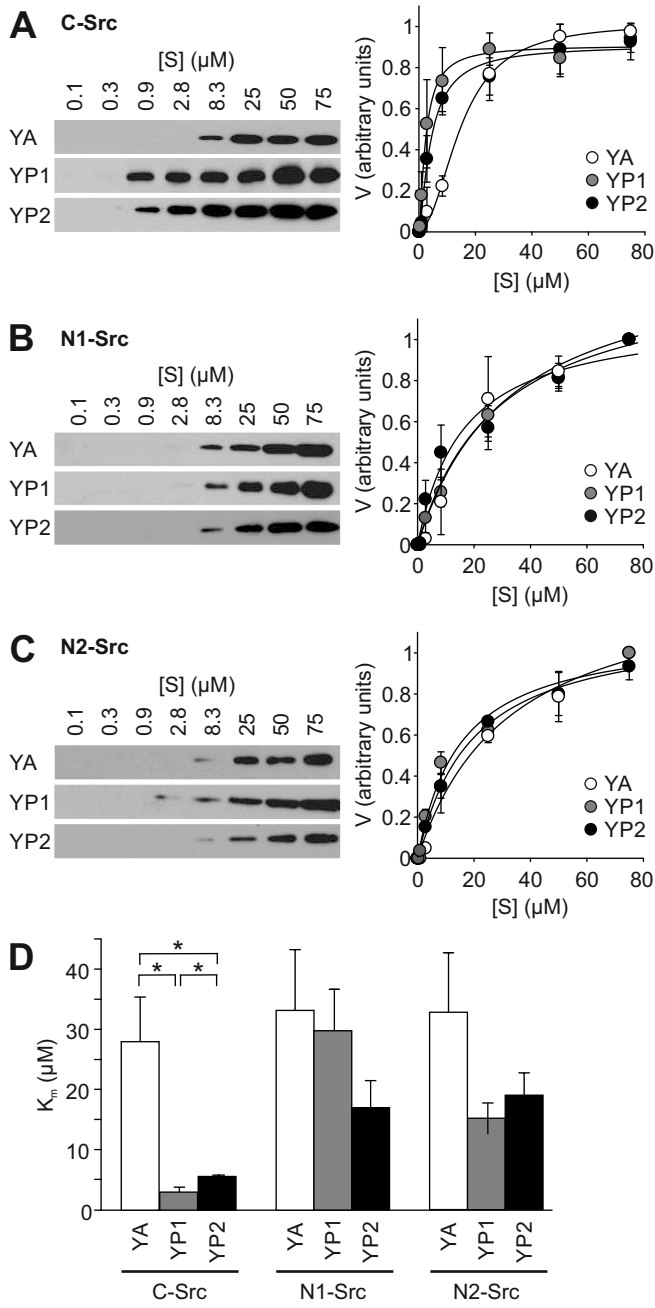 A C-Src
[S] (µM)
0.1 0.3 0.9 2.8 8.3 25 50 75
YA
YP1
YP2
V (arbitrary units)
1
0.8
0.6
0.4
0.2
0
0 20 40 60 80
[S] (µM)
YA
YP1
YP2
B N1-Src
[S] (µM)
0.1 0.3 0.9 2.8 8.3 25 50 75
YA
YP1
YP2
V (arbitrary units)
1
0.8
0.6
0.4
0.2
0
0 20 40 60 80
[S] (µM)
YA
YP1
YP2
C N2-Src
[S] (µM)
0.1 0.3 0.9 2.8 8.3 25 50 75
YA
YP1
YP2
V (arbitrary units)
1
0.8
0.6
0.4
0.2
0
0 20 40 60 80
[S] (µM)
YA
YP1
YP2
D
Km (µM)
40
30
20
10
0
*
* *
YA YP1 YP2 YA YP1 YP2 YA YP1 YP2
C-Src N1-Src N2-Src